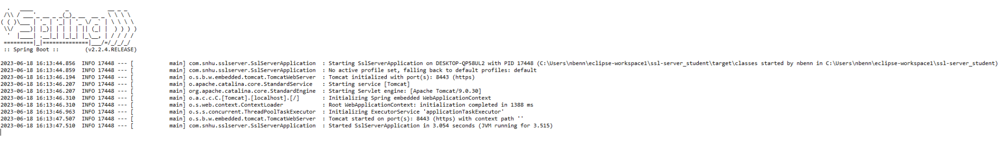 .   ____          _            __ _ _
 /\\ / ___'_ __ _ _(_)_ __  __ _ \ \ \ \
( ( )\___ | '_ | '_| | '_ \/ _` | \ \ \ \
 \\/  ___)| |_)| | | | | || (_| |  ) ) ) )
  '  |____| .__|_| |_|_| |_\__, | / / / /
 =========|_|==============|___/=/_/_/_/
 :: Spring Boot ::        (v2.2.4.RELEASE)
2023-06-18 16:13:44.856  INFO 17448 --- [           main] com.snhu.sslserver.SslServerApplication  : Starting SslServerApplication on DESKTOP-QP58UL2 with PID 17448 (C:\Users\nbenn\eclipse-workspace1\ssl-server_student\target\classes started by nbenn in C:\Users\nbenn\eclipse-workspace1\ssl-server_student)
2023-06-18 16:13:44.859  INFO 17448 --- [           main] com.snhu.sslserver.SslServerApplication  : No active profile set, falling back to default profiles: default
2023-06-18 16:13:46.194  INFO 17448 --- [           main] o.s.b.w.embedded.tomcat.TomcatWebServer  : Tomcat initialized with port(s): 8443 (https)
2023-06-18 16:13:46.207  INFO 17448 --- [           main] o.apache.catalina.core.StandardService   : Starting service [Tomcat]
2023-06-18 16:13:46.207  INFO 17448 --- [           main] org.apache.catalina.core.StandardEngine  : Starting Servlet engine: [Apache Tomcat/9.0.30]
2023-06-18 16:13:46.310  INFO 17448 --- [           main] o.a.c.c.C.[Tomcat].[localhost].[/]       : Initializing Spring embedded WebApplicationContext
2023-06-18 16:13:46.310  INFO 17448 --- [           main] o.s.web.context.ContextLoader            : Root WebApplicationContext: initialization completed in 1388 ms
2023-06-18 16:13:46.963  INFO 17448 --- [           main] o.s.s.concurrent.ThreadPoolTaskExecutor  : Initializing ExecutorService 'applicationTaskExecutor'
2023-06-18 16:13:47.507  INFO 17448 --- [           main] o.s.b.w.embedded.tomcat.TomcatWebServer  : Tomcat started on port(s): 8443 (https) with context path ''
2023-06-18 16:13:47.510  INFO 17448 --- [           main] com.snhu.sslserver.SslServerApplication  : Started SslServerApplication in 3.054 seconds (JVM running for 3.515)